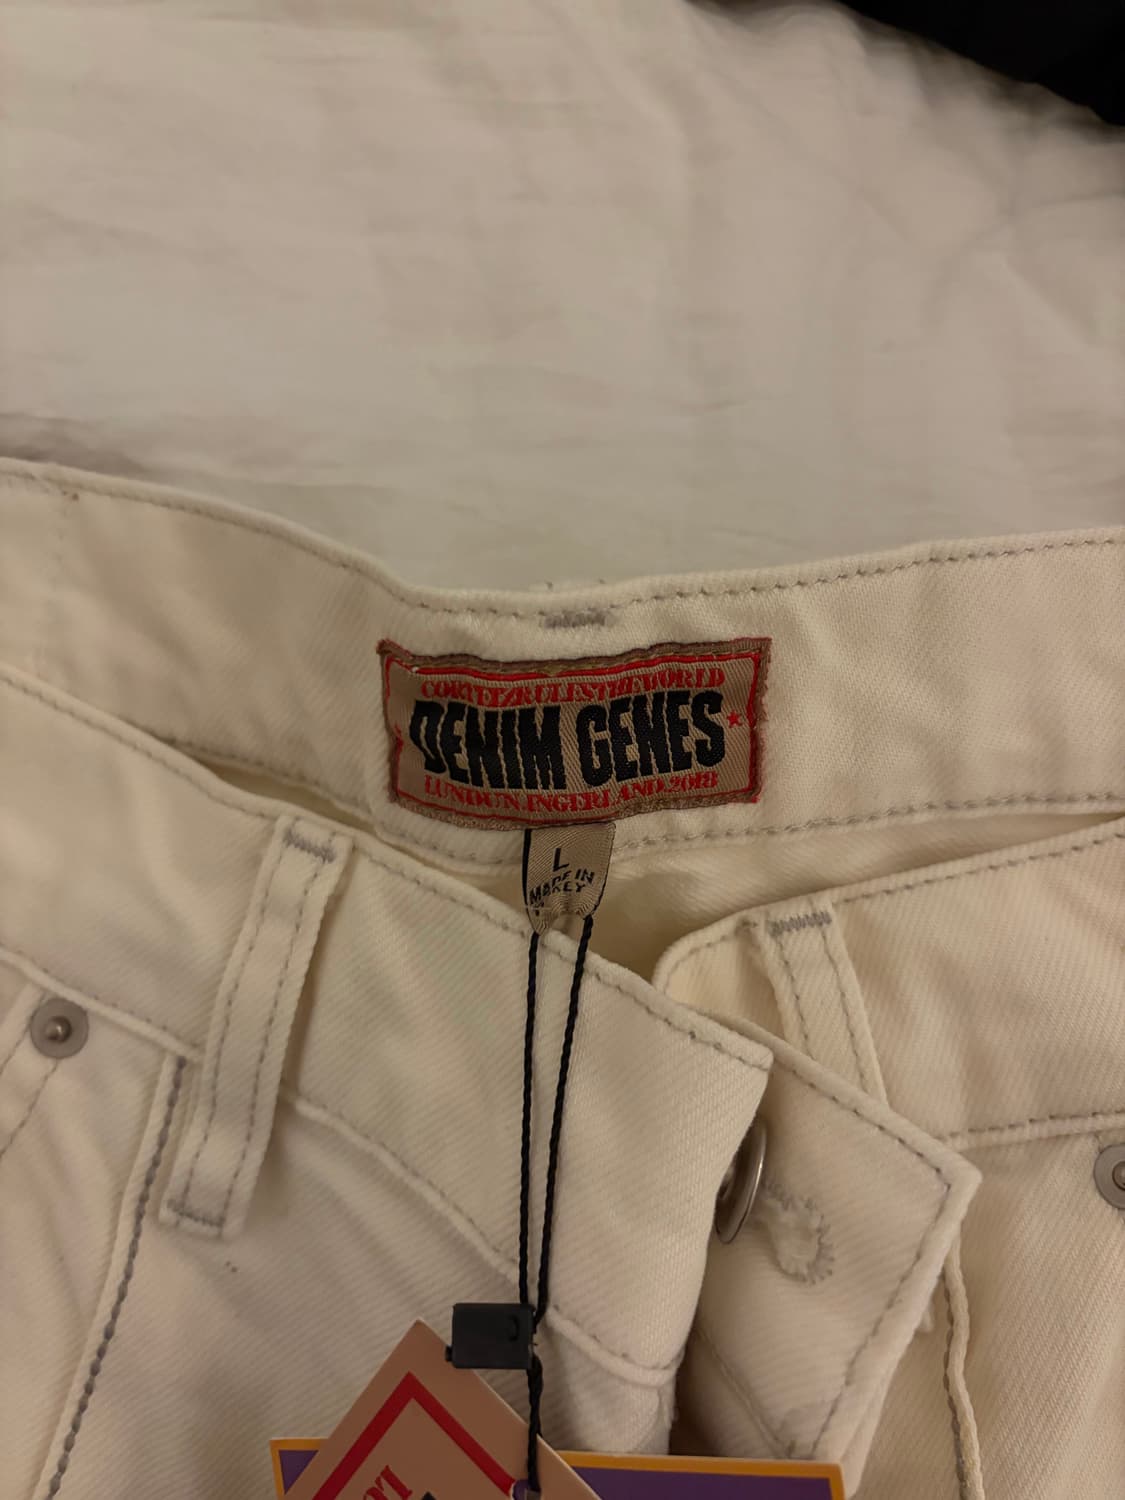 CORTEIZRULESTHEWORLD
DENIM GENES
LUNDUN.INGERLAND.2018
L
MADE IN